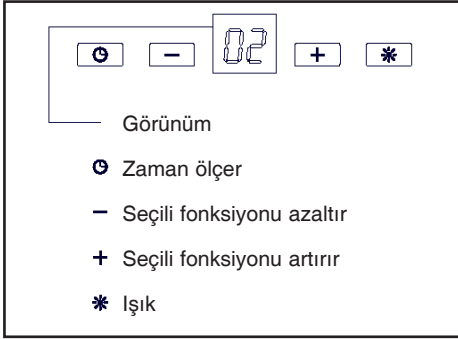 02
Görünüm
Zaman ölçer
− Seçili fonksiyonu azaltır
+ Seçili fonksiyonu artırır
Işık